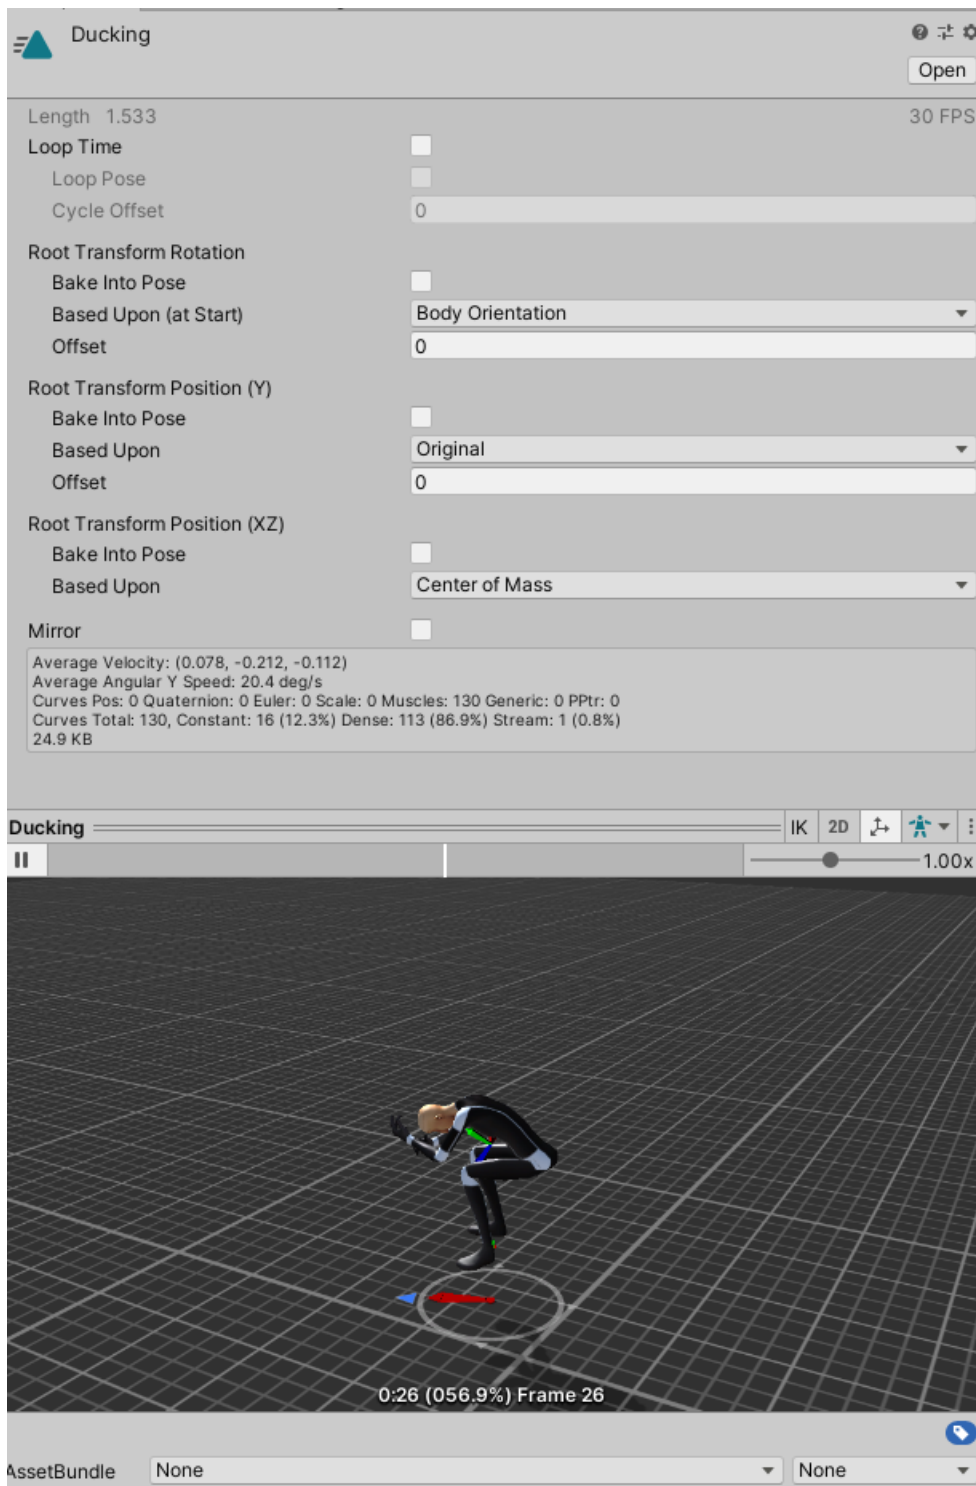 Ducking
Open
Length 1.533 30 FPS
Loop Time
Loop Pose
Cycle Offset 0
Root Transform Rotation
Bake Into Pose
Based Upon (at Start) Body Orientation
Offset 0
Root Transform Position (Y)
Bake Into Pose
Based Upon Original
Offset 0
Root Transform Position (XZ)
Bake Into Pose
Based Upon Center of Mass
Mirror
Average Velocity: (0.078, -0.212, -0.112)
Average Angular Y Speed: 20.4 deg/s
Curves Pos: 0 Quaternion: 0 Euler: 0 Scale: 0 Muscles: 130 Generic: 0 PPtr: 0
Curves Total: 130, Constant: 16 (12.3%) Dense: 113 (86.9%) Stream: 1 (0.8%)
24.9 KB
Ducking IK 2D
1.00x
0:26 (056.9%) Frame 26
AssetBundle None None